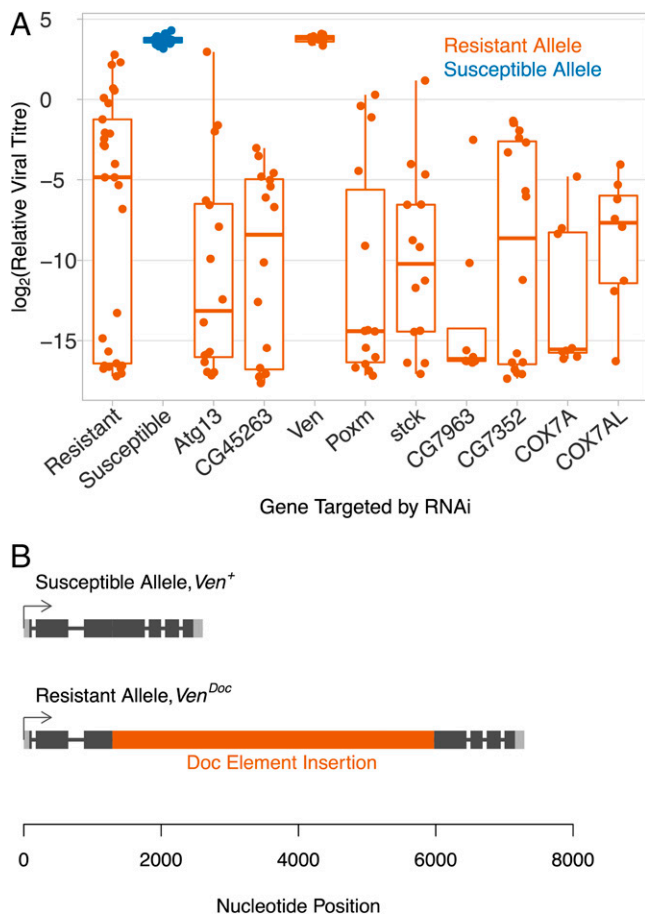 A
5
0
−5
−10
−15
log2(Relative Viral Titre)
Resistant Allele
Susceptible Allele
Resistant
Susceptible
Atg13
CG45263
Ven
Poxm
stck
CG7963
CG7352
COX7A
COX7AL
Gene Targeted by RNAi
B
Susceptible Allele, Ven+
Resistant Allele, VenDoc
Doc Element Insertion
0 2000 4000 6000 8000
Nucleotide Position